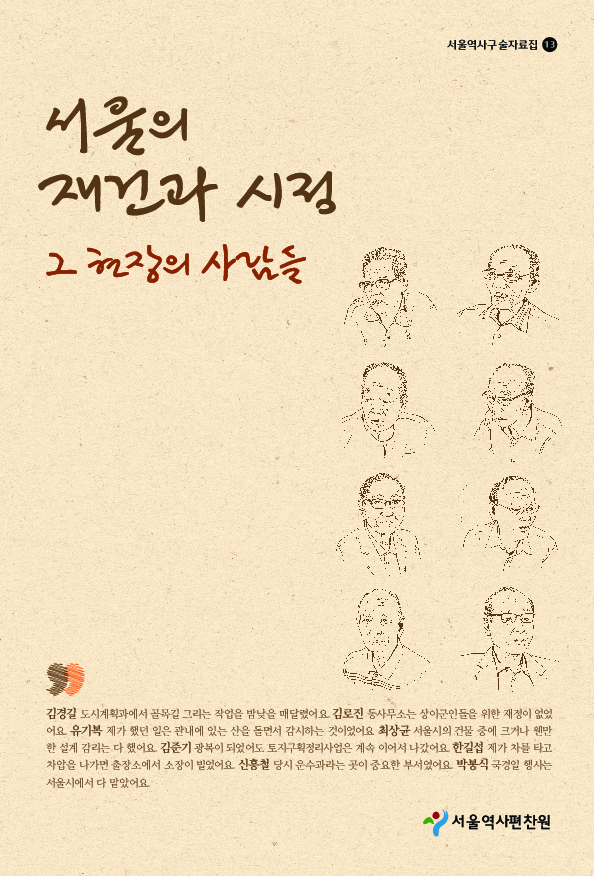 서울역사구술자료집 13
서울의
재건과 시정
그 현장의 사람들
김경길 도시계획과에서 골목길 그리는 작업을 밤낮을 매달렸어요. 김로진 동사무소는 상이군인들을 위한 재정이 없었
어요. 유기복 제가 했던 일은 관내에 있는 산을 돌면서 감시하는 것이었어요. 최상균 서울시의 건물 중에 크거나 웬만
한 설계 감리는 다 했어요. 김준기 광복이 되었어도 토지구획정리사업은 계속 이어서 나갔어요. 한길섭 제가 차를 타고
차압을 나가면 출장소에서 소장이 빌었어요. 신흥철 당시 운수과라는 곳이 중요한 부서였어요. 박봉식 국경일 행사는
서울시에서 다 맡았어요.
서울역사편찬원